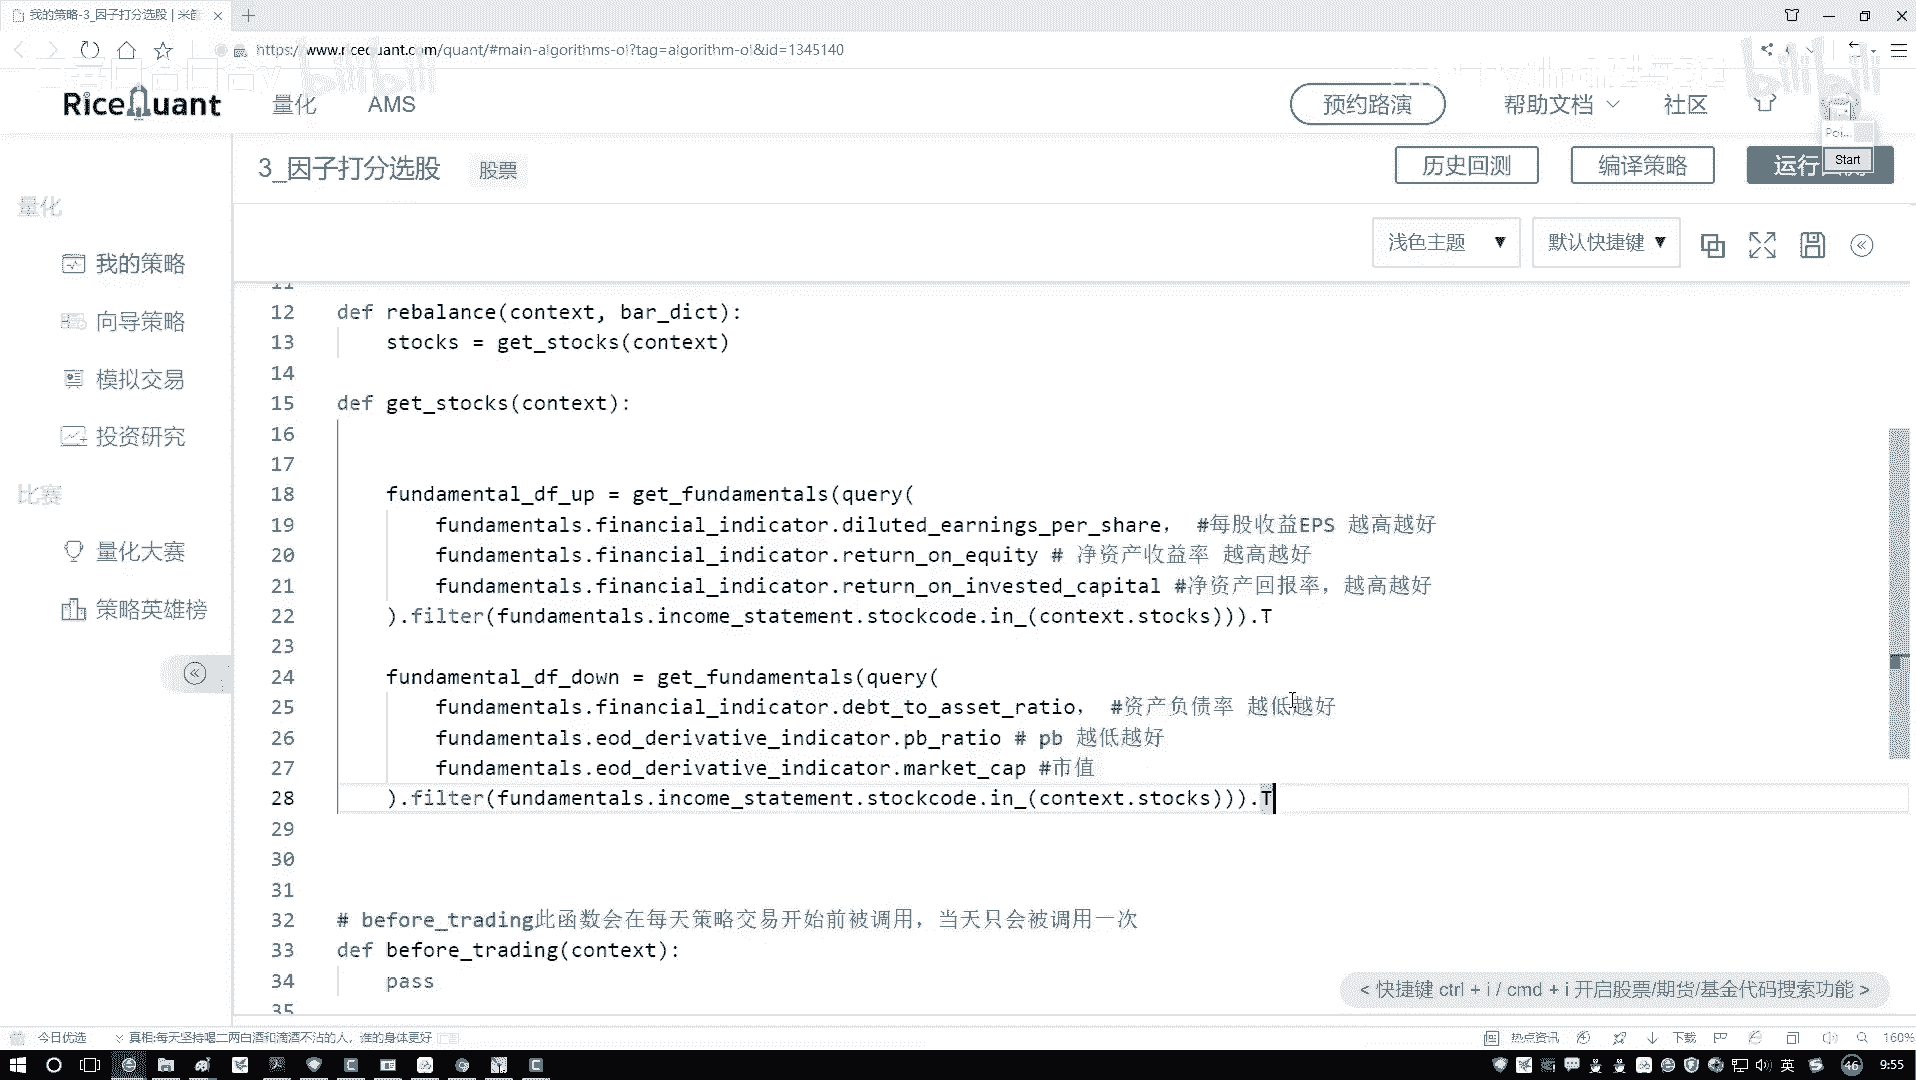 我的策略-3_因子打分选股 | 米筐
https://www.ricequant.com/quant/#main-algorithms-ol?tag=algorithm-ol&id=1345140
bilibili
bilibili
RiceQuant
量化
AMS
预约路演
帮助文档
社区
Poi...
Start
3_因子打分选股
股票
历史回测
编译策略
运行回测
量化
我的策略
向导策略
模拟交易
投资研究
比赛
量化大赛
策略英雄榜
浅色主题 ▼
默认快捷键 ▼
11
12 def rebalance(context, bar_dict):
13 stocks = get_stocks(context)
14
15 def get_stocks(context):
16
17
18 fundamental_df_up = get_fundamentals(query(
19 fundamentals.financial_indicator.diluted_earnings_per_share， #每股收益EPS 越高越好
20 fundamentals.financial_indicator.return_on_equity # 净资产收益率 越高越好
21 fundamentals.financial_indicator.return_on_invested_capital #净资产回报率，越高越好
22 ).filter(fundamentals.income_statement.stockcode.in_(context.stocks))).T
23
24 fundamental_df_down = get_fundamentals(query(
25 fundamentals.financial_indicator.debt_to_asset_ratio， #资产负债率 越低越好
26 fundamentals.eod_derivative_indicator.pb_ratio # pb 越低越好
27 fundamentals.eod_derivative_indicator.market_cap #市值
28 ).filter(fundamentals.income_statement.stockcode.in_(context.stocks))).T
29
30
31
32 # before_trading此函数会在每天策略交易开始前被调用，当天只会被调用一次
33 def before_trading(context):
34 pass
35
< 快捷键 ctrl + i / cmd + i 开启股票/期货/基金代码搜索功能 >
今日优选
真相:每天坚持喝二两白酒和滴酒不沾的人，谁的身体更好
热点资讯
下载
160%
英
46
9:55